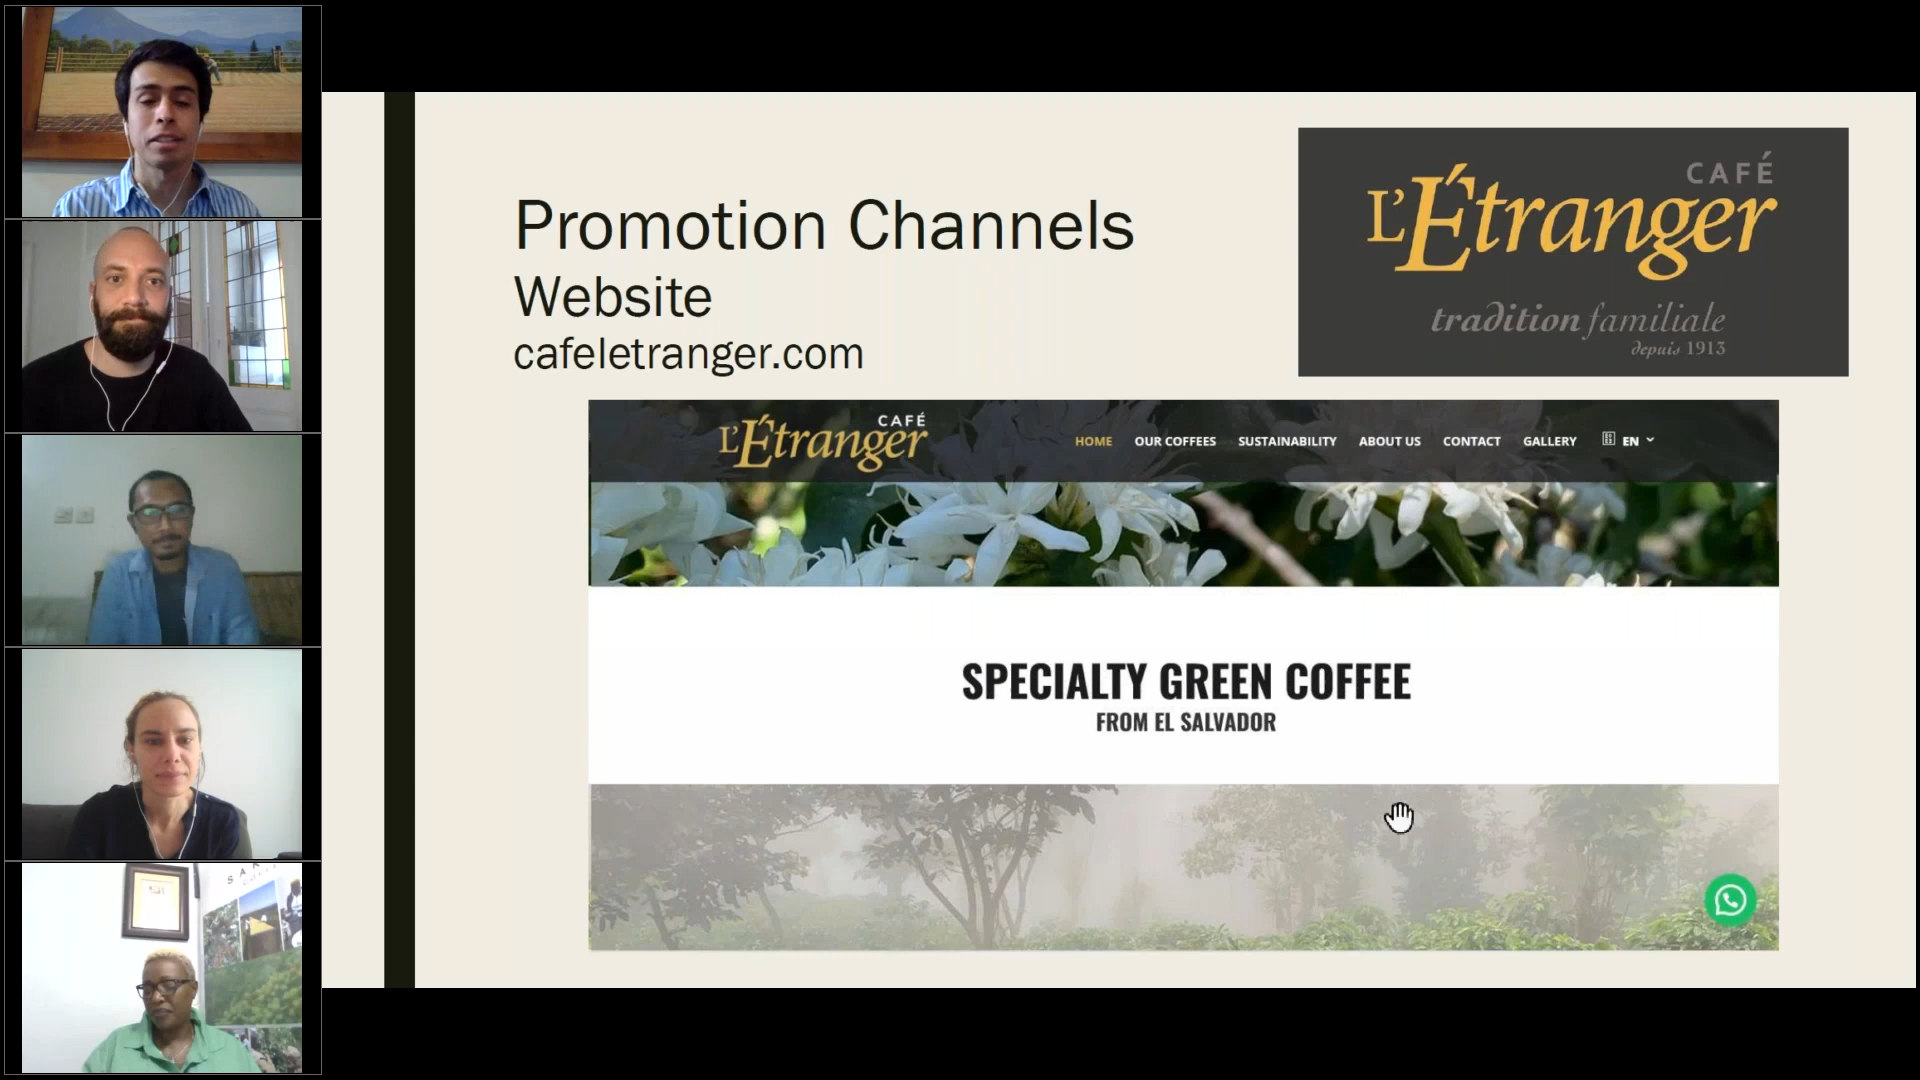 Promotion Channels
Website
cafeletranger.com
CAFÉ
L'Étranger
tradition familiale
depuis 1913
CAFÉ
L'Étranger
HOME OUR COFFEES SUSTAINABILITY ABOUT US CONTACT GALLERY EN
SPECIALTY GREEN COFFEE
FROM EL SALVADOR